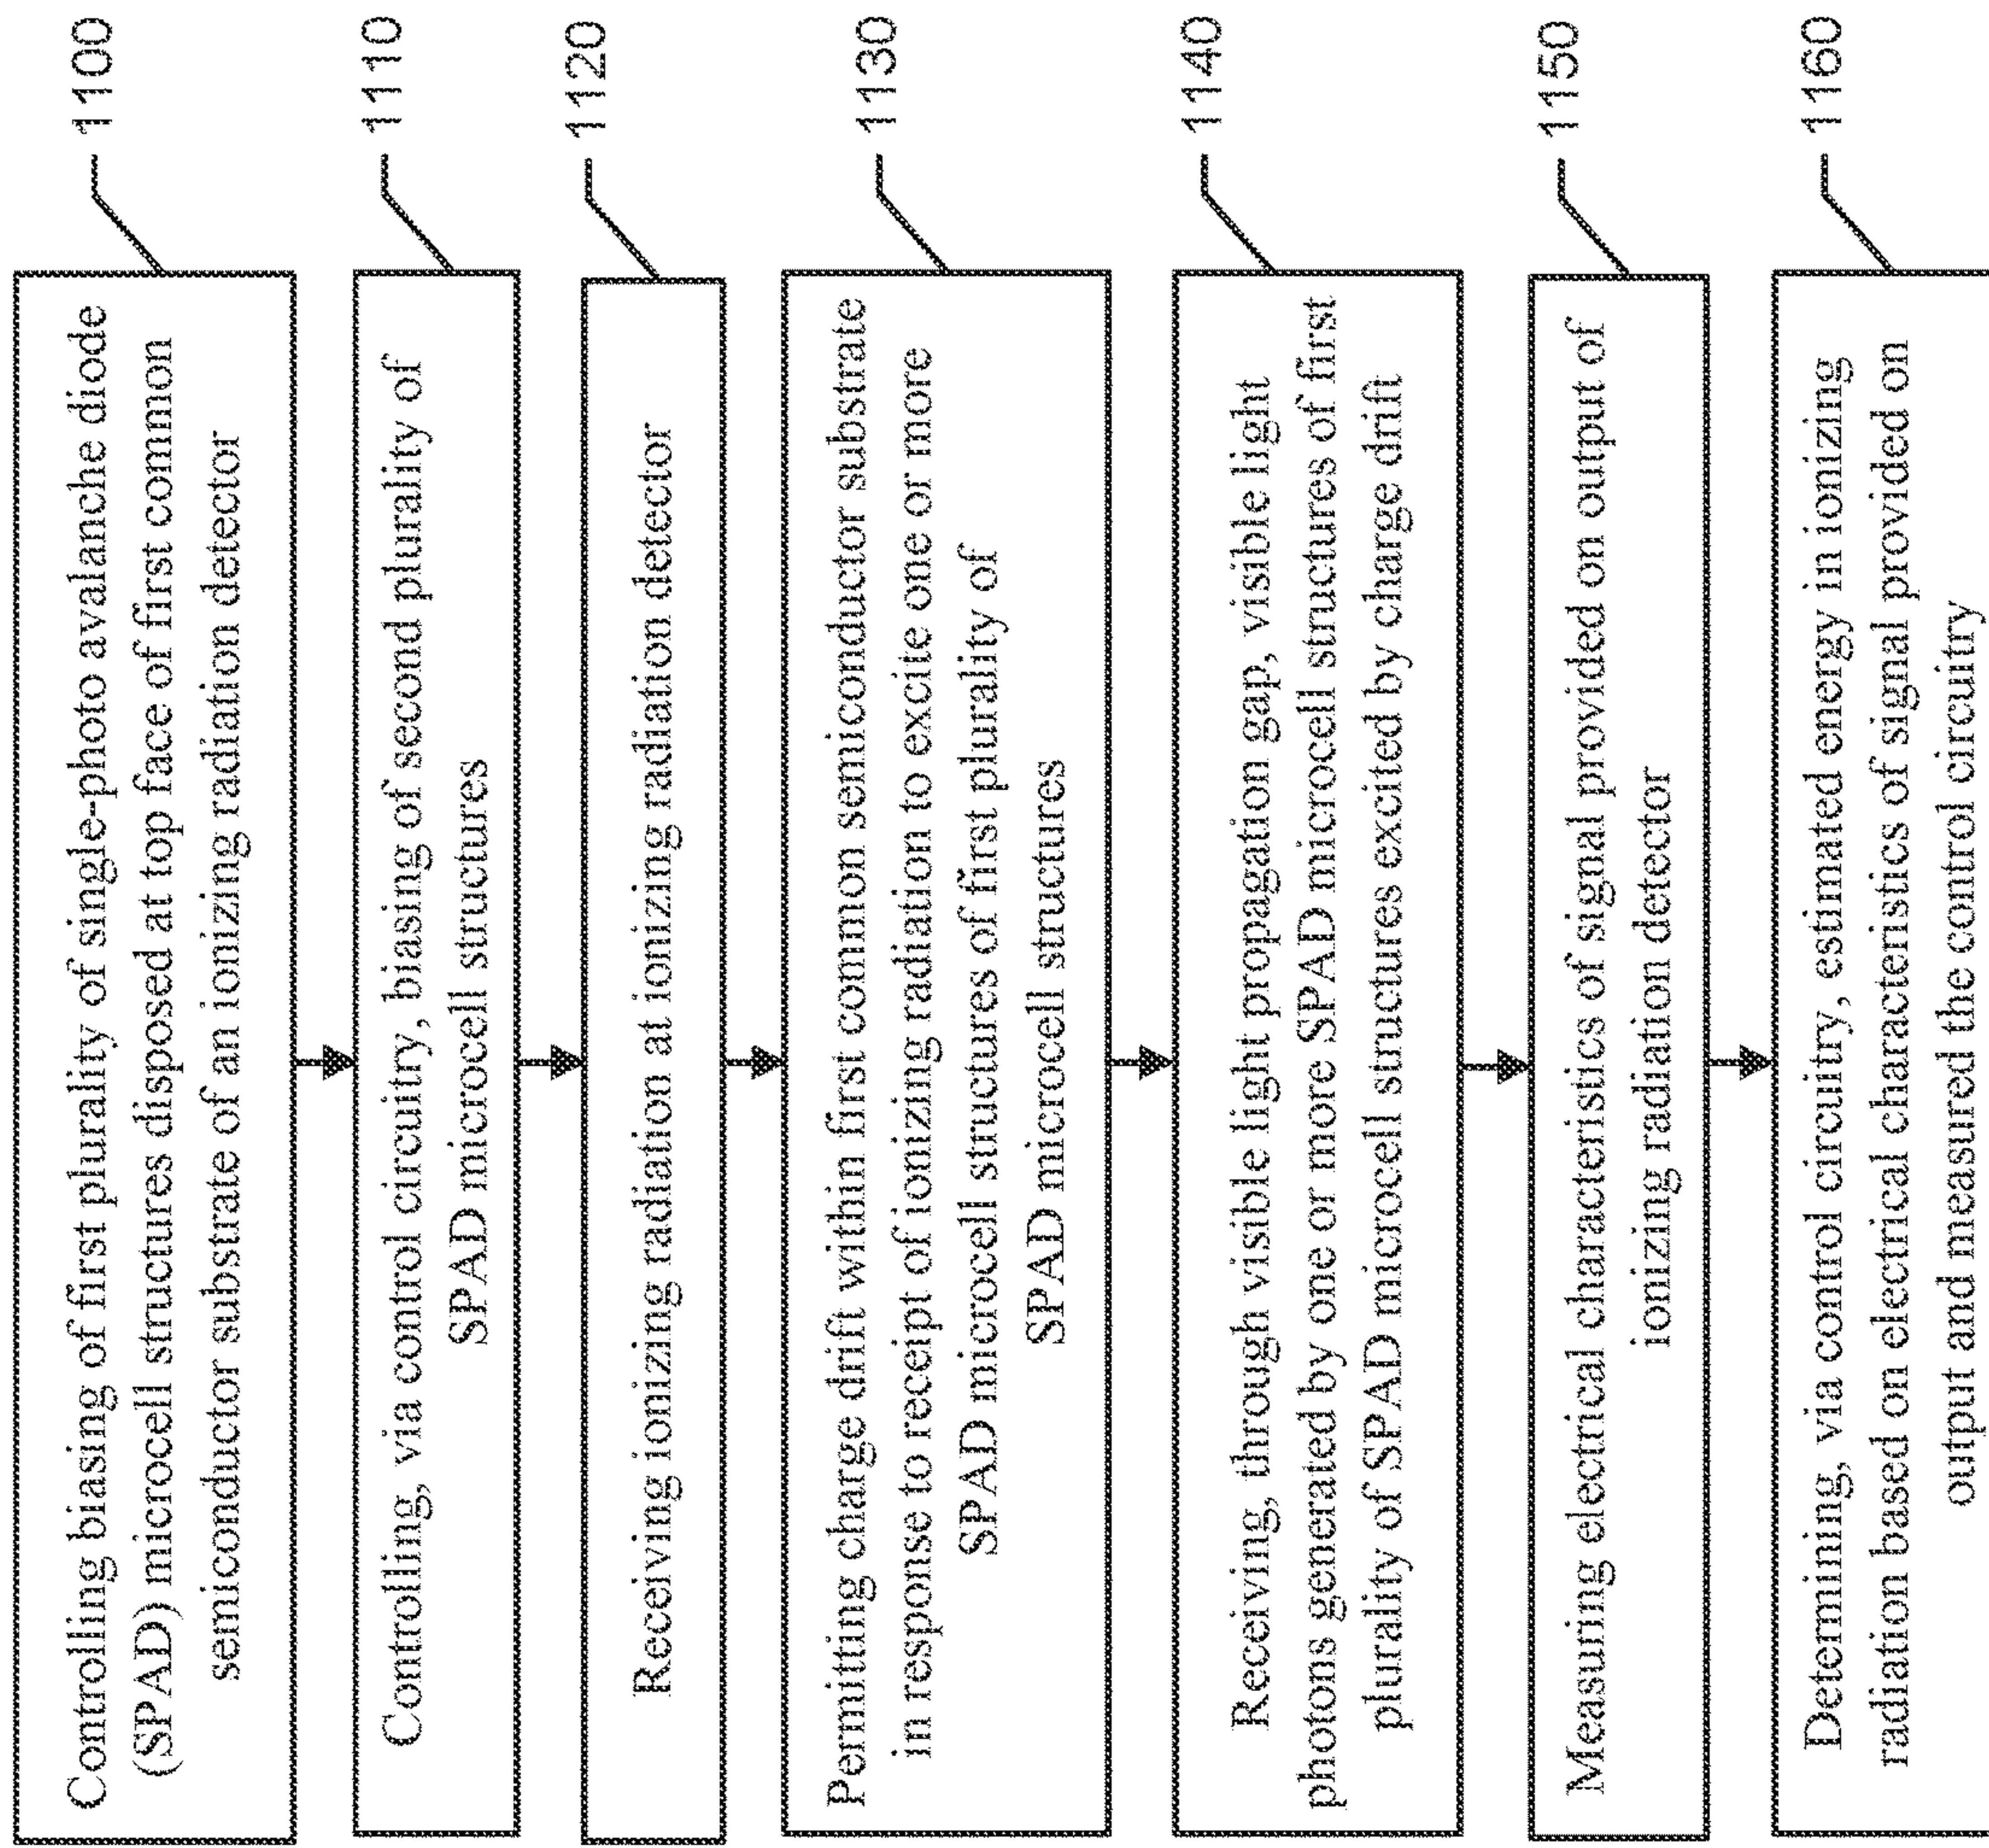 Controlling biasing of first plurality of single-photo avalanche diode
(SPAD) microcell structures disposed at top face of first common
semiconductor substrate of an ionizing radiation detector
1100
Controlling, via control circuitry, biasing of second plurality of
SPAD microcell structures
1110
Receiving ionizing radiation at ionizing radiation detector
1120
Permitting charge drift within first common semiconductor substrate
in response to receipt of ionizing radiation to excite one or more
SPAD microcell structures of first plurality of
SPAD microcell structures
1130
Receiving, through visible light propagation gap, visible light
photons generated by one or more SPAD microcell structures of first
plurality of SPAD microcell structures excited by charge drift
1140
Measuring electrical characteristics of signal provided on output of
ionizing radiation detector
1150
Determining, via control circuitry, estimated energy in ionizing
radiation based on electrical characteristics of signal provided on
output and measured the control circuitry
1160